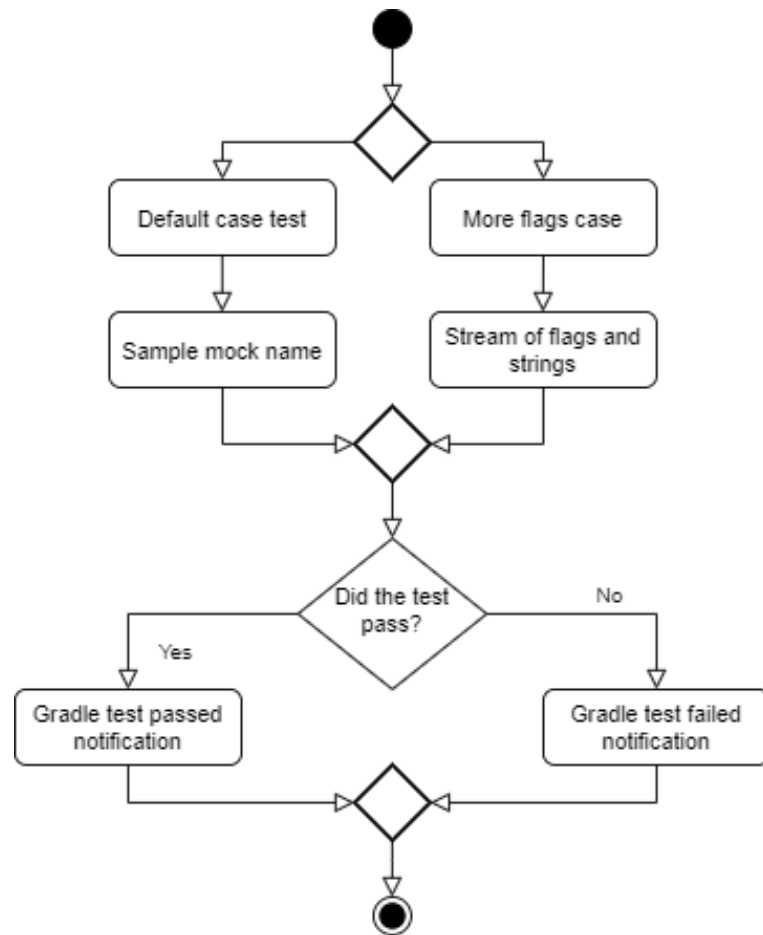 Default case test
More flags case
Sample mock name
Stream of flags and
strings
Did the test
pass?
No
Yes
Gradle test passed
notification
Gradle test failed
notification